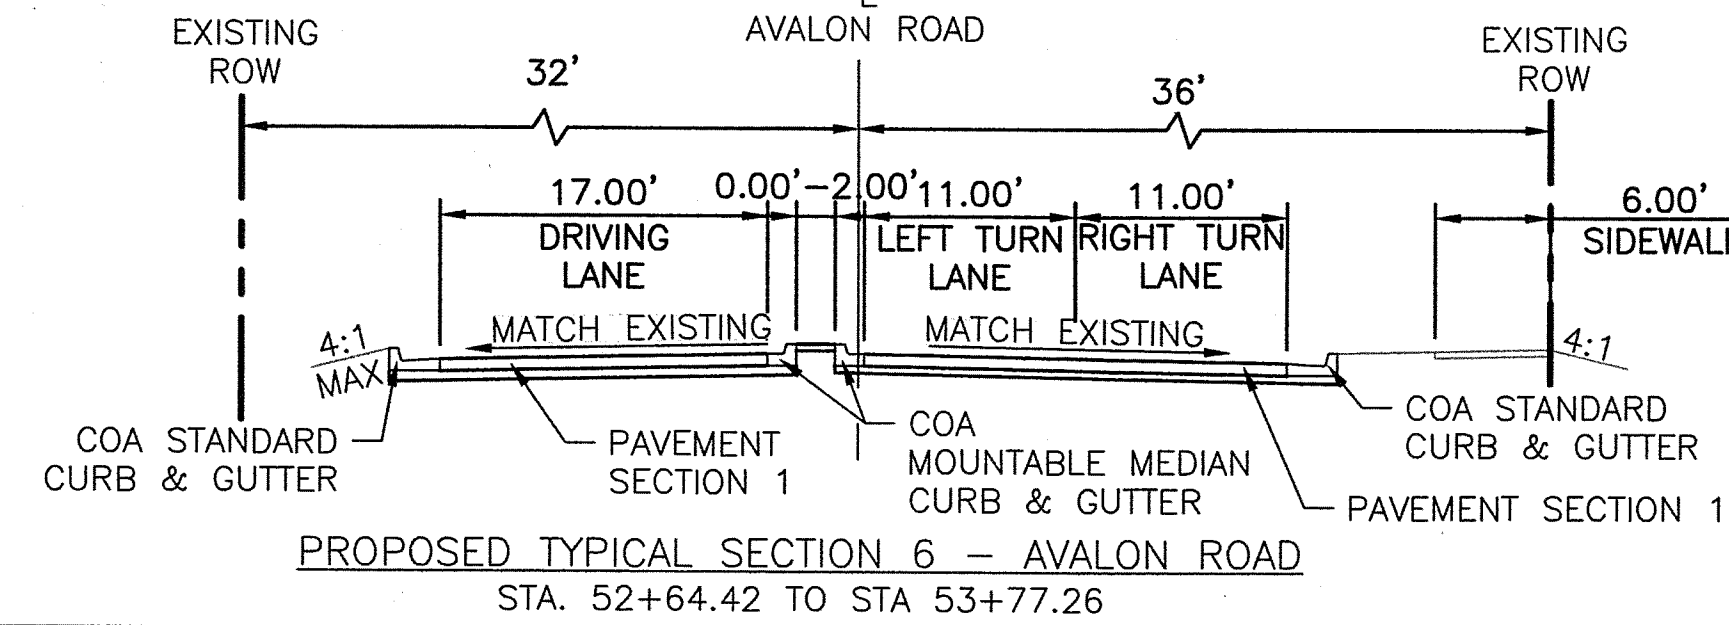 AVALON ROAD
EXISTING
ROW
EXISTING
ROW
32'
36'
17.00'
0.00'-2.00'
11.00'
11.00'
6.00'
DRIVING
LANE
LEFT TURN
LANE
RIGHT TURN
LANE
SIDEWAL
MATCH EXISTING
MATCH EXISTING
4:1
MAX
4:1
COA STANDARD
CURB & GUTTER
PAVEMENT
SECTION 1
COA
MOUNTABLE MEDIAN
CURB & GUTTER
COA STANDARD
CURB & GUTTER
PAVEMENT SECTION 1
PROPOSED TYPICAL SECTION 6 – AVALON ROAD
STA. 52+64.42 TO STA 53+77.26